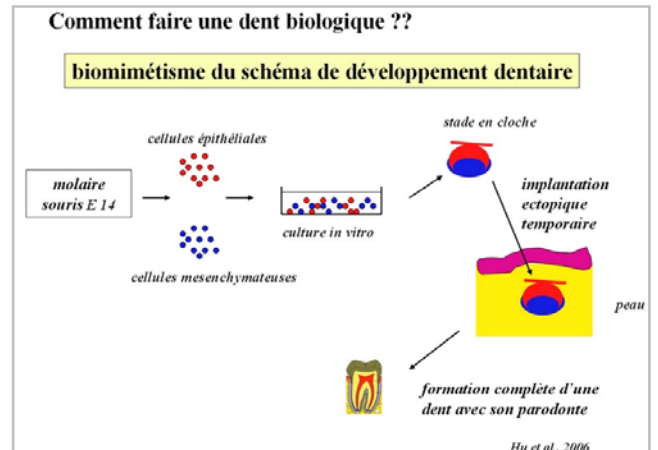 Comment faire une dent biologique ??
biomimétisme du schéma de développement dentaire
stade en cloche
cellules épithéliales
molaire
souris E 14
implantation
ectopique
temporaire
culture in vitro
cellules mesenchymateuses
peau
formation complète d'une
dent avec son parodonte
Hu et al, 2006